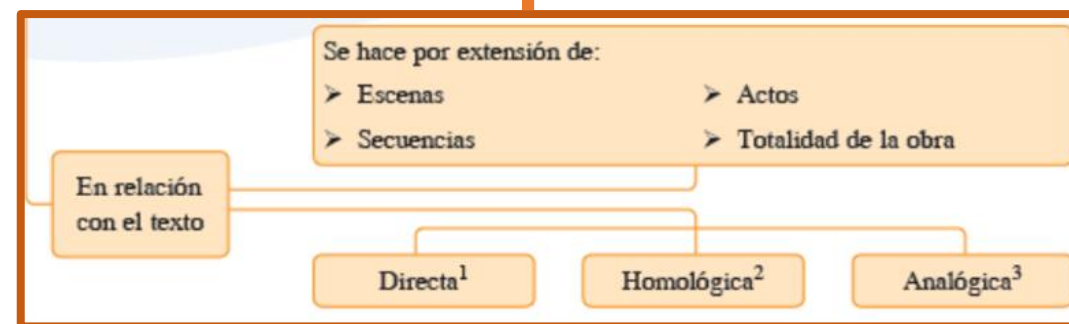 Se hace por extensión de:
➤ Escenas
➤ Actos
➤ Secuencias
➤ Totalidad de la obra
En relación
con el texto
Directa¹
Homológica²
Analógica³